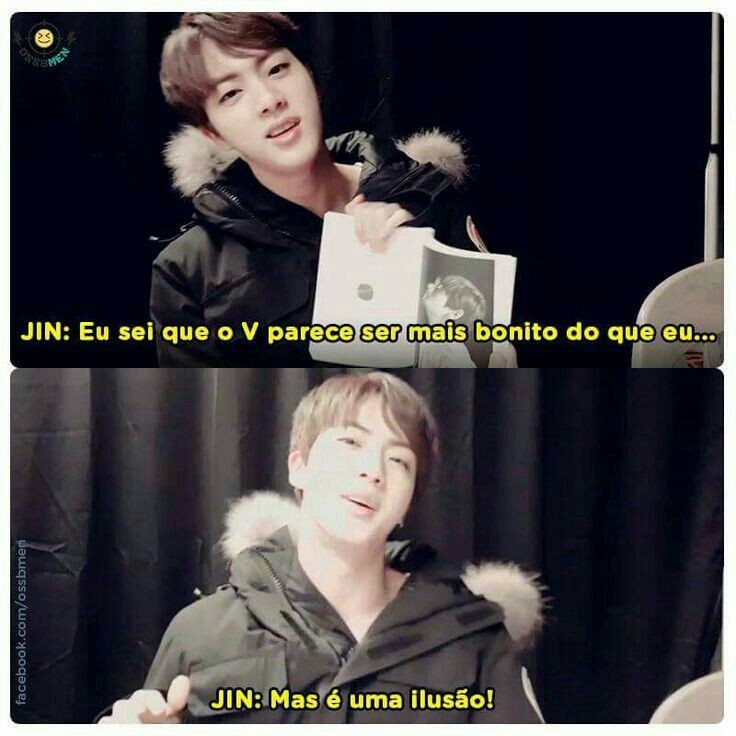 OSSBMEN
JIN: Eu sei que o V parece ser mais bonito do que eu...
facebook.com/ossbmen
JIN: Mas é uma ilusão!